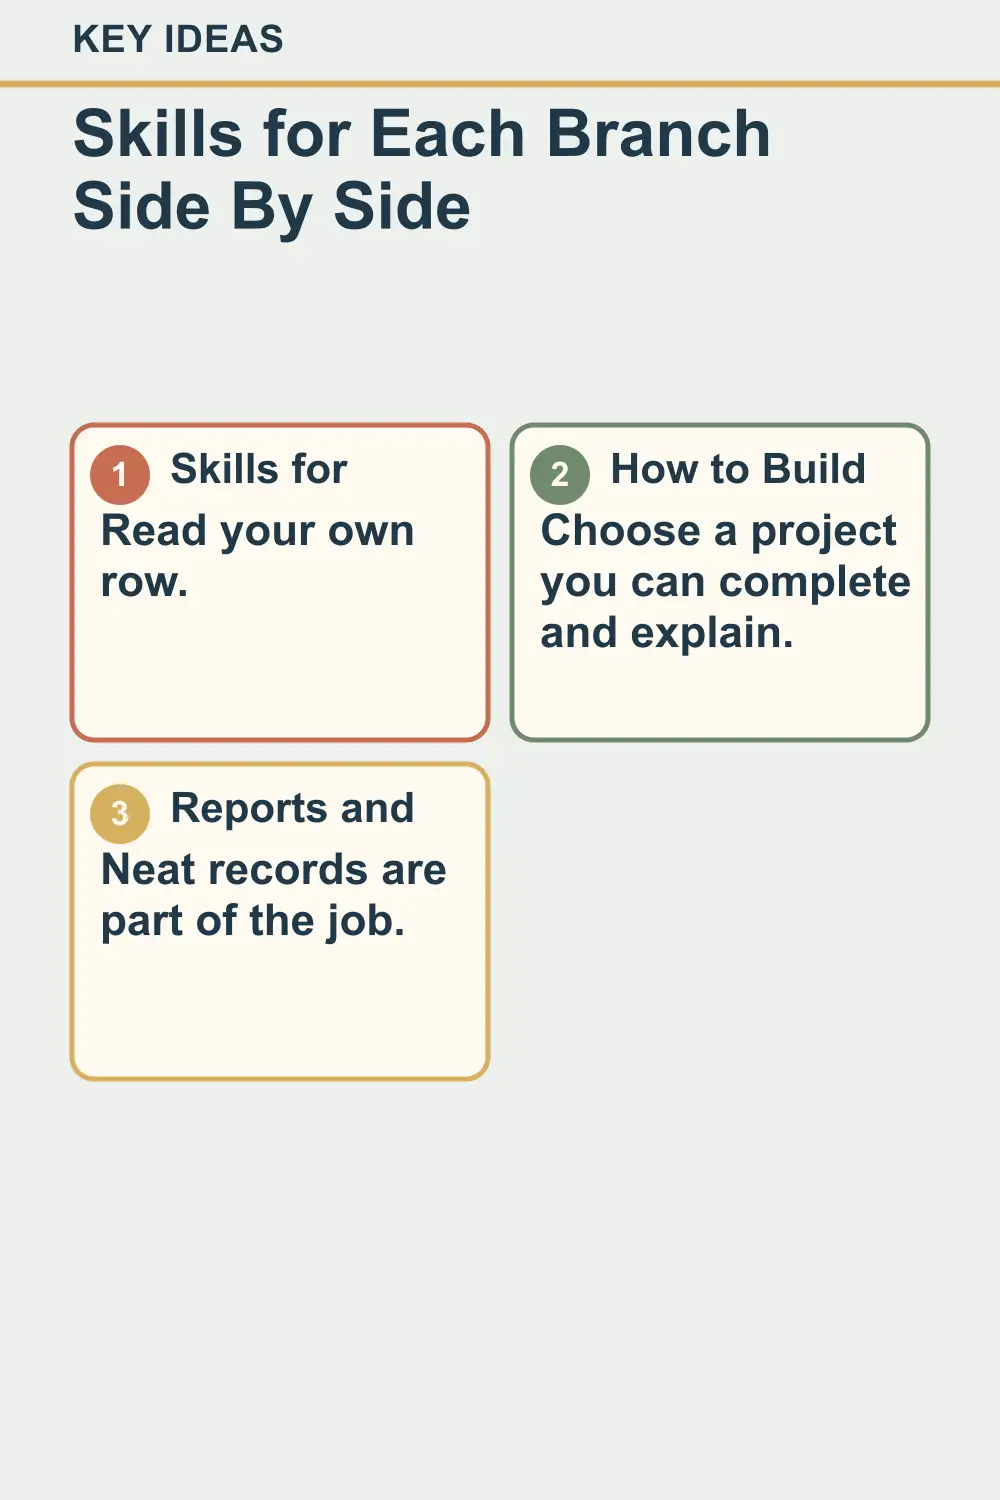 KEY IDEAS
Skills for Each Branch
Side By Side
1 Skills for
Read your own
row.
2 How to Build
Choose a project
you can complete
and explain.
3 Reports and
Neat records are
part of the job.